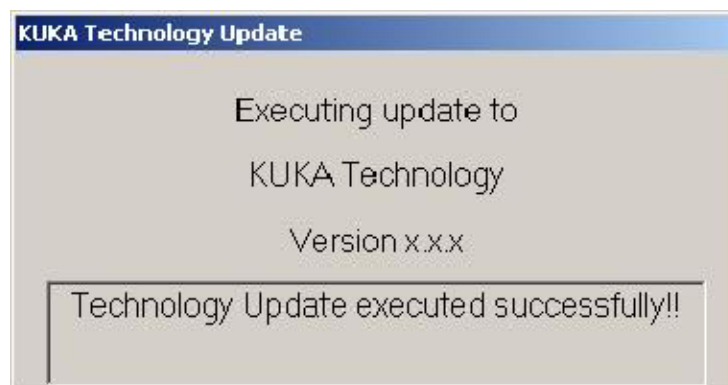 KUKA Technology Update
Executing update to
KUKA Technology
Version x.x.x
Technology Update executed successfully!!